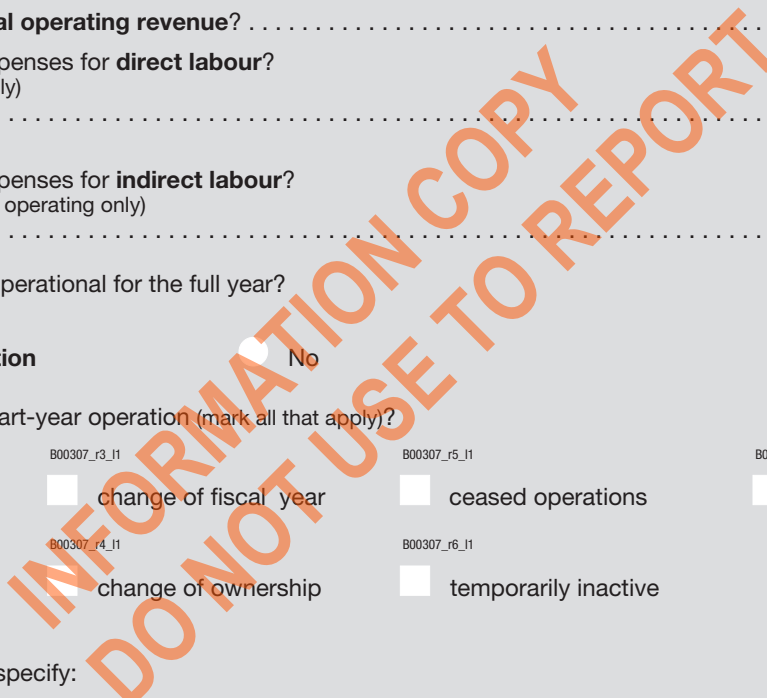 al operating revenue? . . . . . . . . . . . . . . . . . . . . . . . . . . . . . . . . . . . . . . . .
penses for direct labour?
ly)
. . . . . . . . . . . . . . . . . . . . . . . . . . . . . . . . . . . . . . . . . . . . . . . . . . . . . . . . .
penses for indirect labour?
operating only)
. . . . . . . . . . . . . . . . . . . . . . . . . . . . . . . . . . . . . . . . . . . . . . . . . . . . . . . . .
perational for the full year?
tion No
art-year operation (mark all that apply)?
B00307_r3_l1 B00307_r5_l1 B0
change of fiscal year ceased operations
B00307_r4_l1 B00307_r6_l1
change of ownership temporarily inactive
specify:
INFORMATION COPY
DO NOT USE TO REPORT